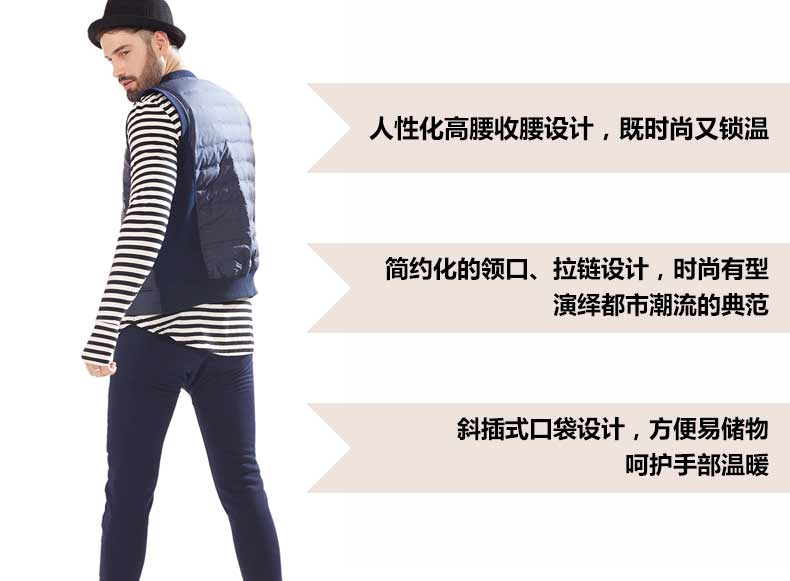 人性化高腰收腰设计，既时尚又锁温
简约化的领口、拉链设计，时尚有型
演绎都市潮流的典范
斜插式口袋设计，方便易储物
呵护手部温暖